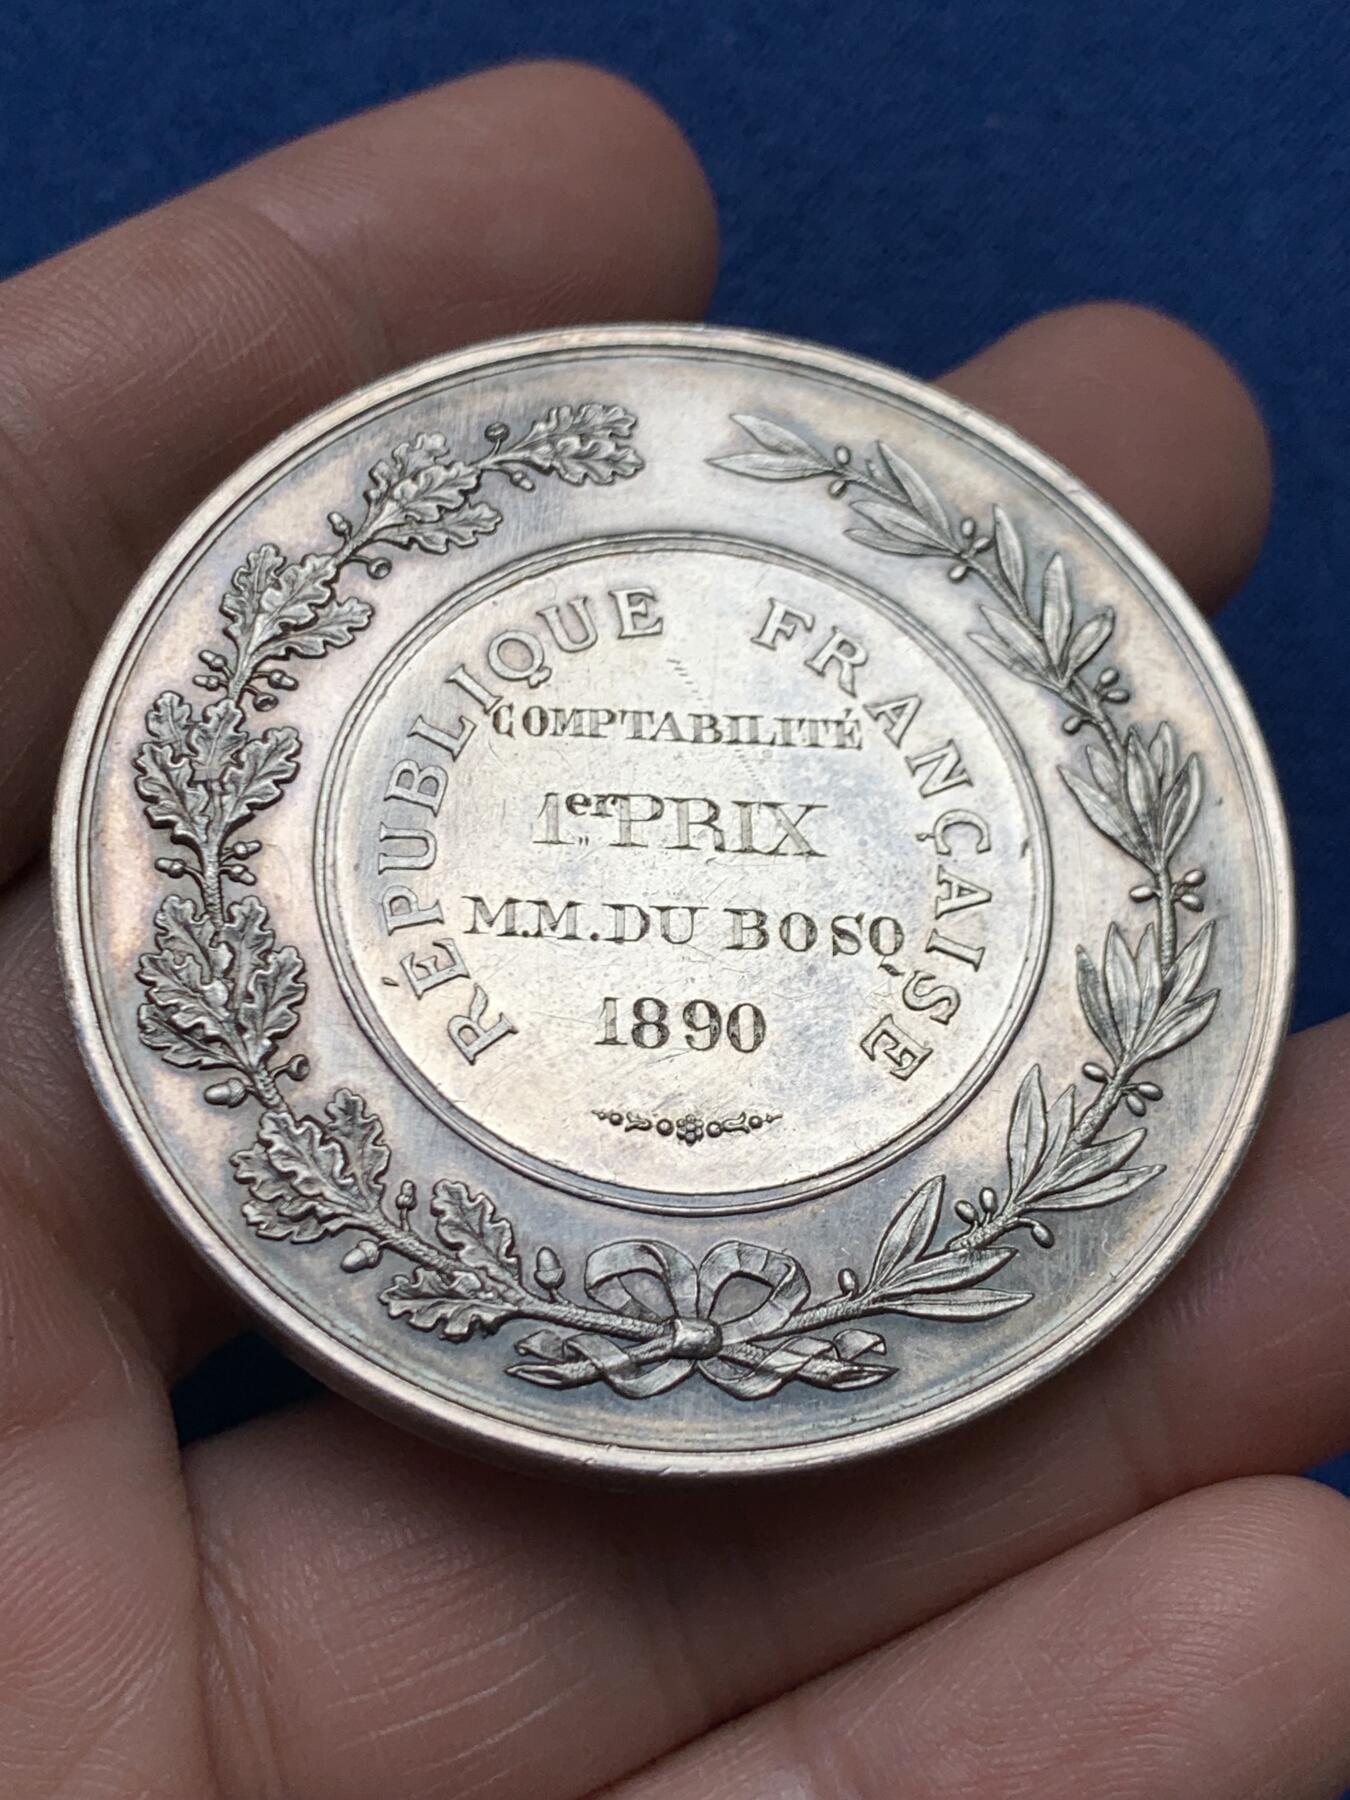 RÉPUBLIQUE FRANÇAISE
COMPTABILITÉ
1er PRIX
M.M. DU BOSQ
1890